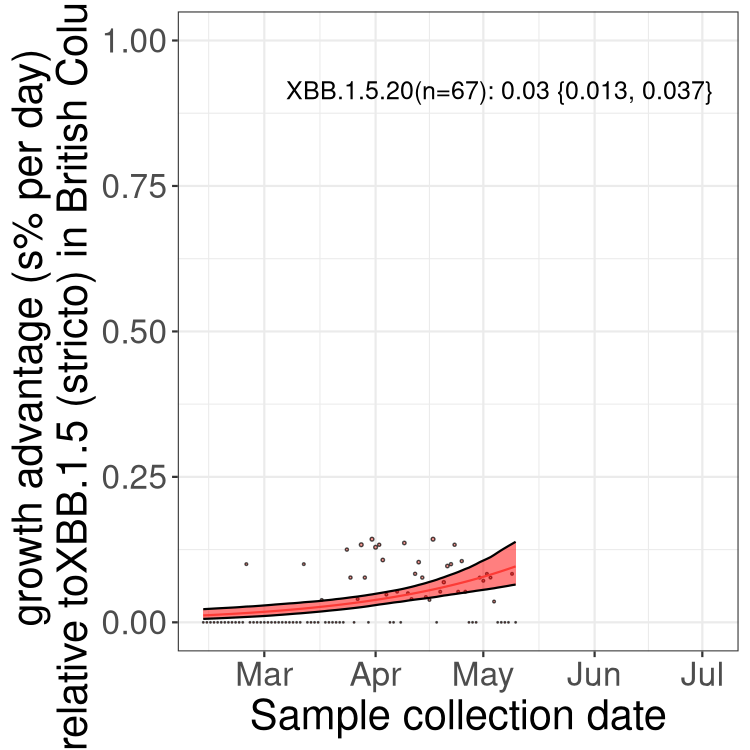 growth advantage (s% per day)
relative toXBB.1.5 (stricto) in British Colu
1.00
0.75
0.50
0.25
0.00
XBB.1.5.20(n=67): 0.03 {0.013, 0.037}
Mar
Apr
May
Jun
Jul
Sample collection date